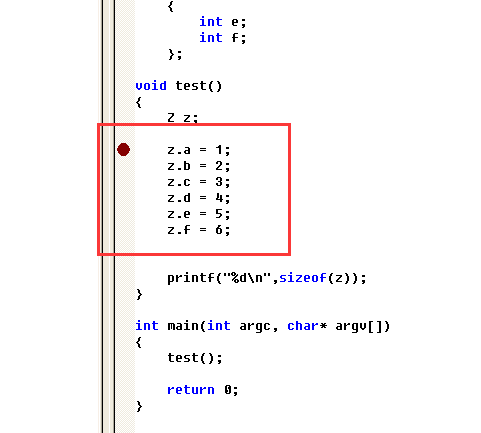 {
int e;
int f;
};
void test()
{
Z z;
z.a = 1;
z.b = 2;
z.c = 3;
z.d = 4;
z.e = 5;
z.f = 6;
printf("%d\n",sizeof(z));
}
int main(int argc, char* argv[])
{
test();
return 0;
}